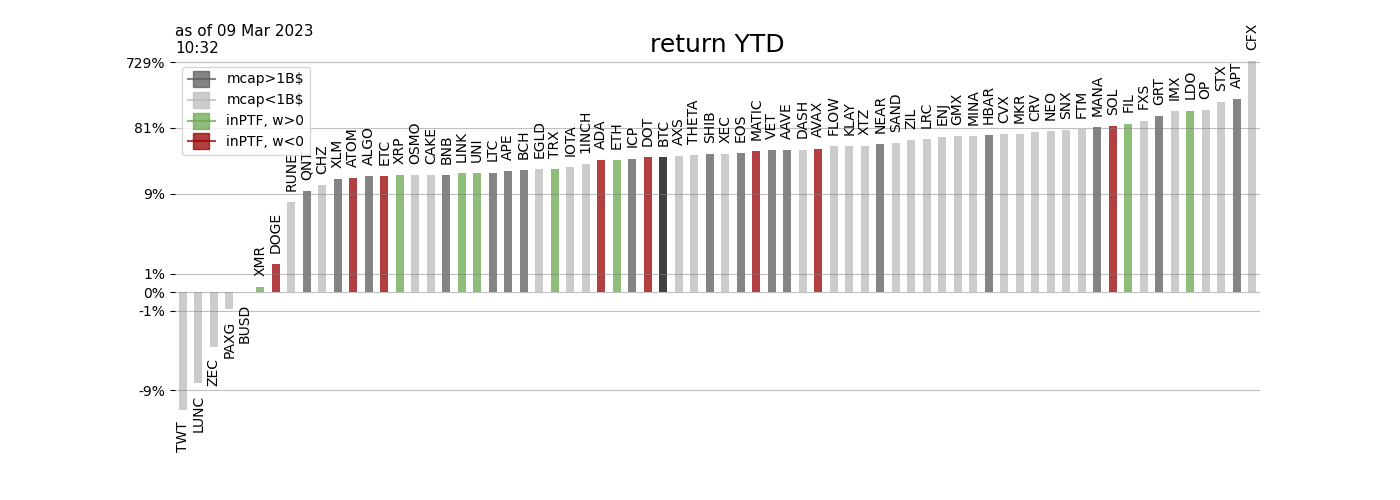 as of 09 Mar 2023
10:32
return YTD
729%
81%
9%
1%
0%
-1%
-9%
mcap>1B$
mcap<1B$
inPTF, w>0
inPTF, w<0
TWT
LUNC
ZEC
PAXG
BUSD
XMR
DOGE
RUNE
QNT
CHZ
XLM
ATOM
ALGO
ETC
XRP
OSMO
CAKE
BNB
LINK
UNI
LTC
APE
BCH
EGLD
TRX
IOTA
1INCH
ADA
ETH
ICP
DOT
BTC
AXS
THETA
SHIB
XEC
EOS
MATIC
VET
AAVE
DASH
AVAX
FLOW
KLAY
XTZ
NEAR
SAND
ZIL
LRC
ENJ
GMX
MINA
HBAR
CVX
MKR
CRV
NEO
SNX
FTM
MANA
SOL
FIL
FXS
GRT
IMX
LDO
OP
STX
APT
CFX